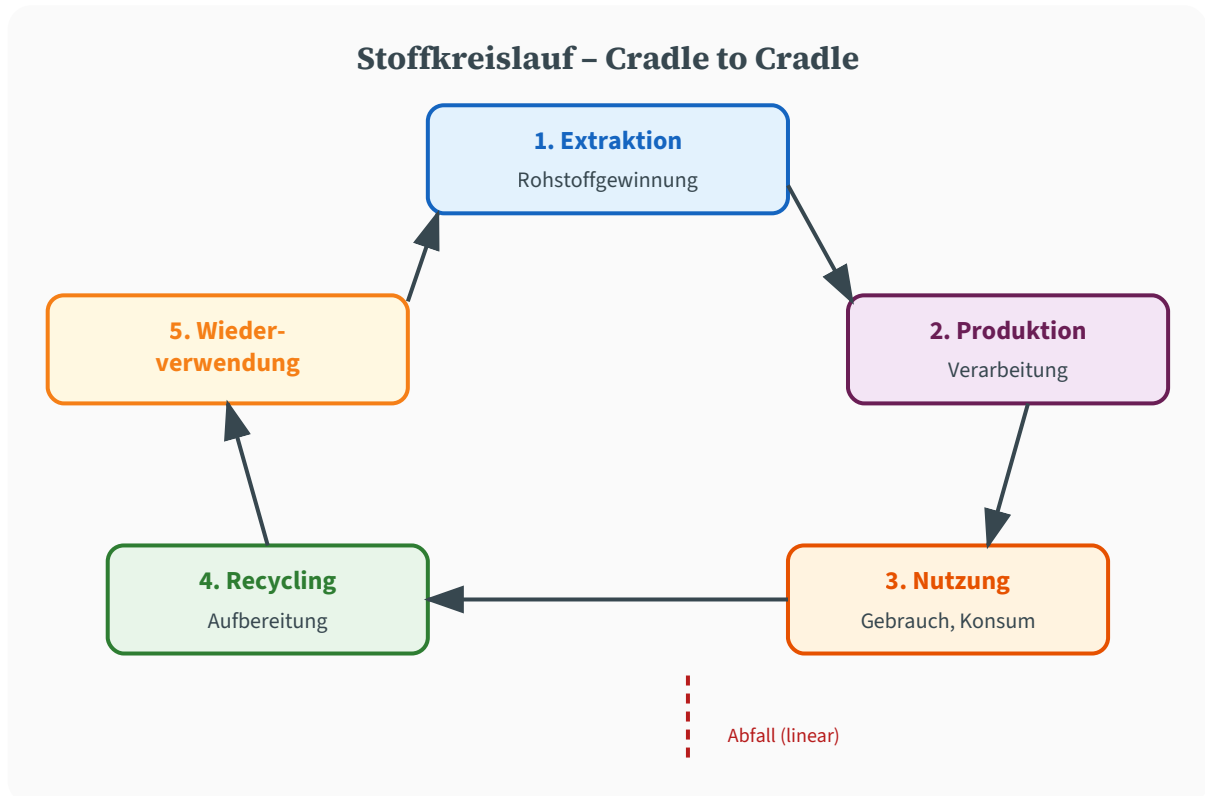 Stoffkreislauf – Cradle to Cradle
1. Extraktion
Rohstoffgewinnung
2. Produktion
Verarbeitung
3. Nutzung
Gebrauch, Konsum
4. Recycling
Aufbereitung
5. Wieder-
verwendung
Abfall (linear)